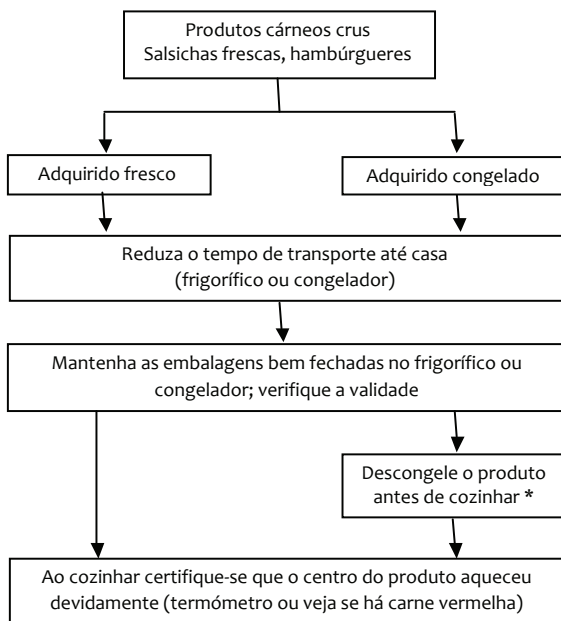 Produtos cárneos crus
Salsichas frescas, hambúrgueres
Adquirido fresco
Adquirido congelado
Reduza o tempo de transporte até casa
(frigorífico ou congelador)
Mantenha as embalagens bem fechadas no frigorífico ou
congelador; verifique a validade
Descongele o produto
antes de cozinhar *
Ao cozinhar certifique-se que o centro do produto aqueceu
devidamente (termómetro ou veja se há carne vermelha)